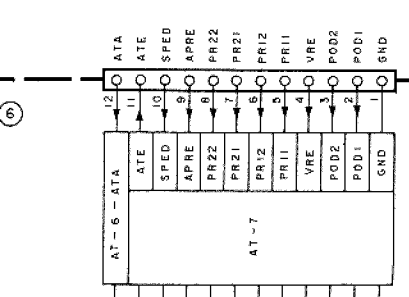 ATA ATE SPED APRE PR22 PR21 PR12 PR11 VRE POD2 POD1 GND
12 11 10 9 8 7 6 5 4 3 2 1
6
AT-6-ATA ATE SPED APRE PR22 PR21 PR12 PR11 VRE POD2 POD1 GND
AT-7